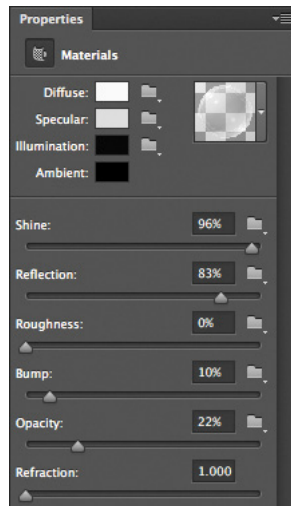 Properties
Materials
Diffuse:
Specular:
Illumination:
Ambient:
Shine: 96%
Reflection: 83%
Roughness: 0%
Bump: 10%
Opacity: 22%
Refraction: 1.000